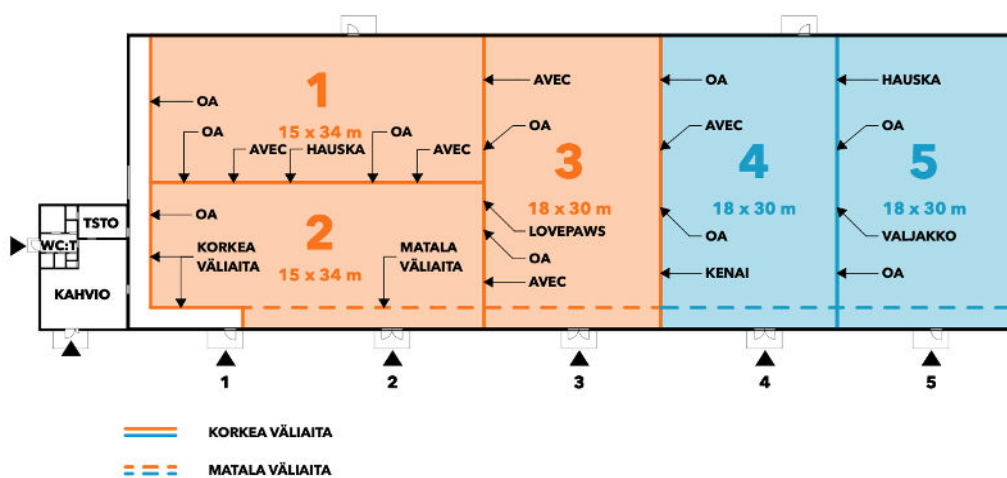 AVEC
OA
HAUSKA
1
OA
15 x 34 m
OA
OA
AVEC
OA
3
4
5
AVEC
HAUSKA
AVEC
18 x 30 m
18 x 30 m
18 x 30 m
OA
TSTO
2
LOVEPAWS
OA
VALJAKKO
WC:T
KORKEA
VÄLIAITA
15 x 34 m
MATALA
VÄLIAITA
OA
KENAI
OA
KAHVIO
AVEC
1
2
3
4
5
KORKEA VÄLIAITA
MATALA VÄLIAITA